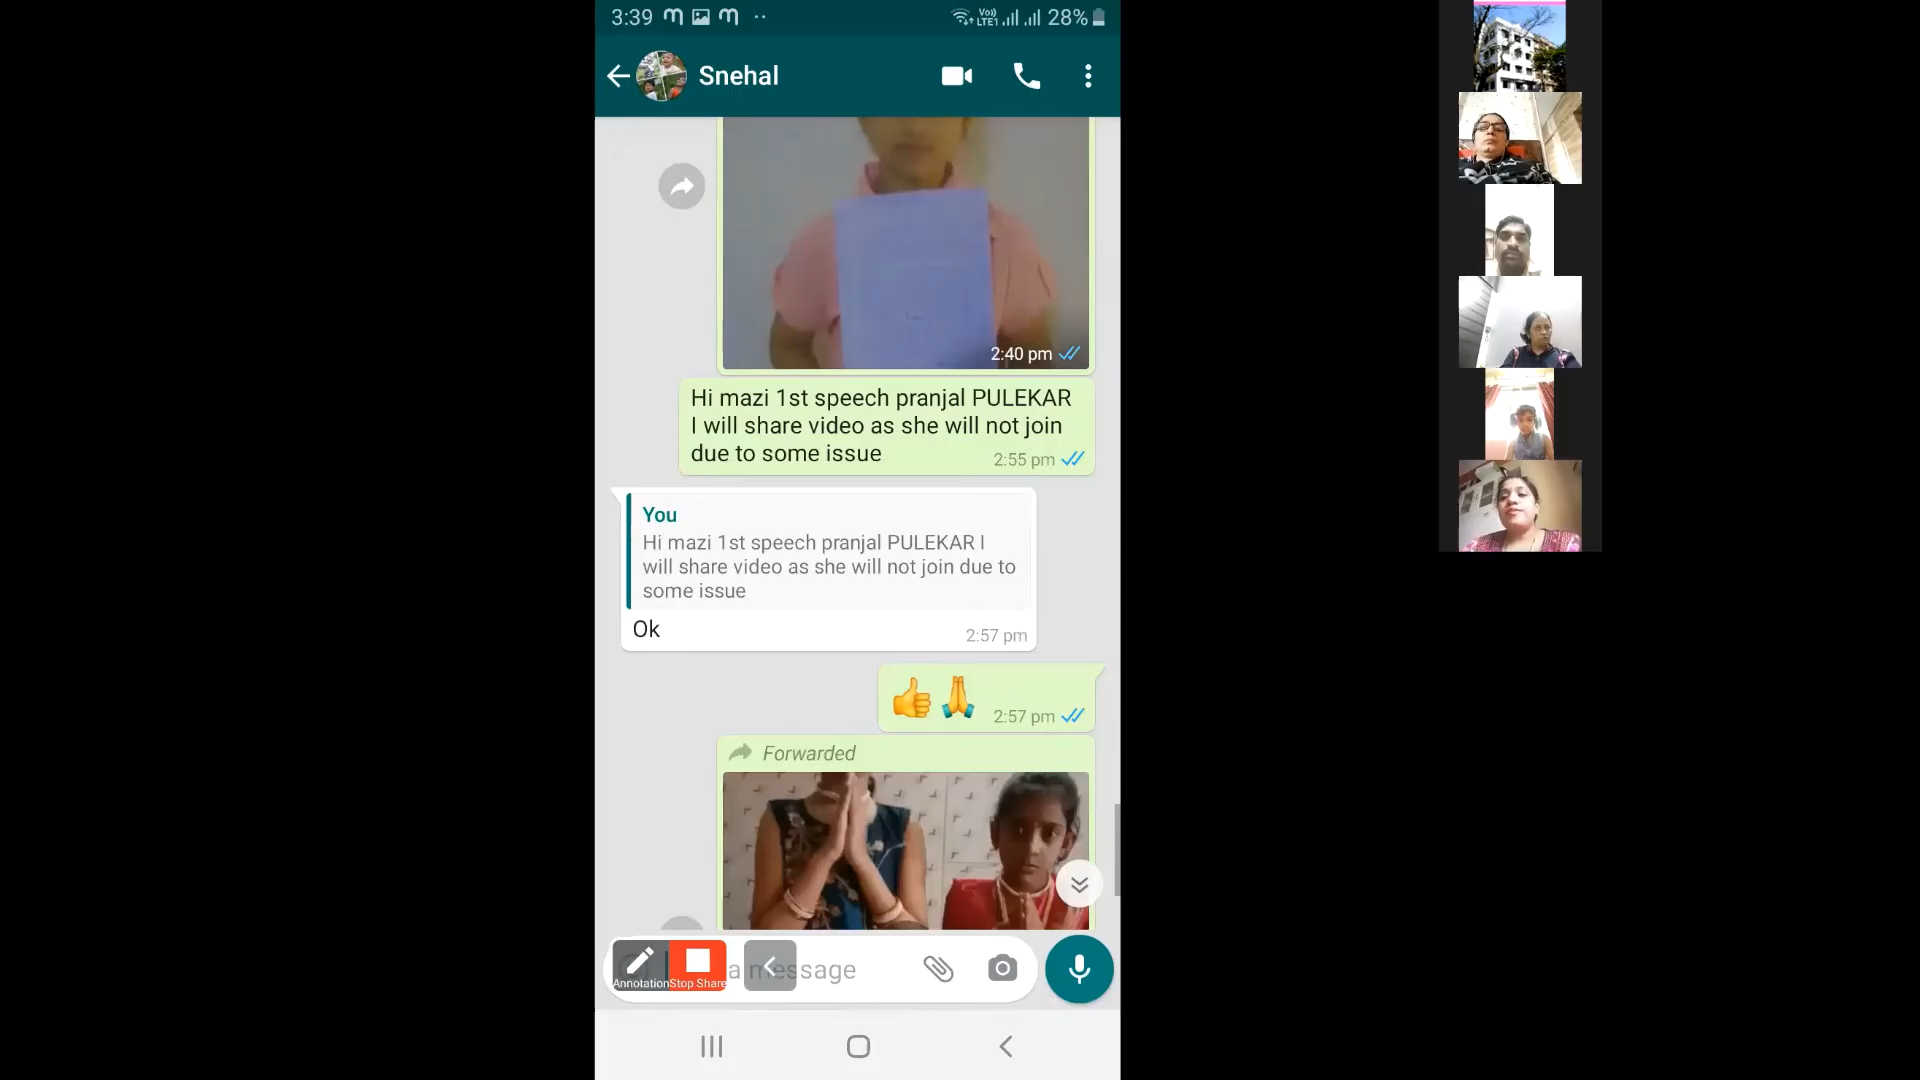 3:39
Vo))
LTE1
28%
Snehal
2:40 pm
Hi mazi 1st speech pranjal PULEKAR
I will share video as she will not join
due to some issue
2:55 pm
You
Hi mazi 1st speech pranjal PULEKAR I
will share video as she will not join due to
some issue
Ok
2:57 pm
2:57 pm
Forwarded
a message
Annotation
Stop Share